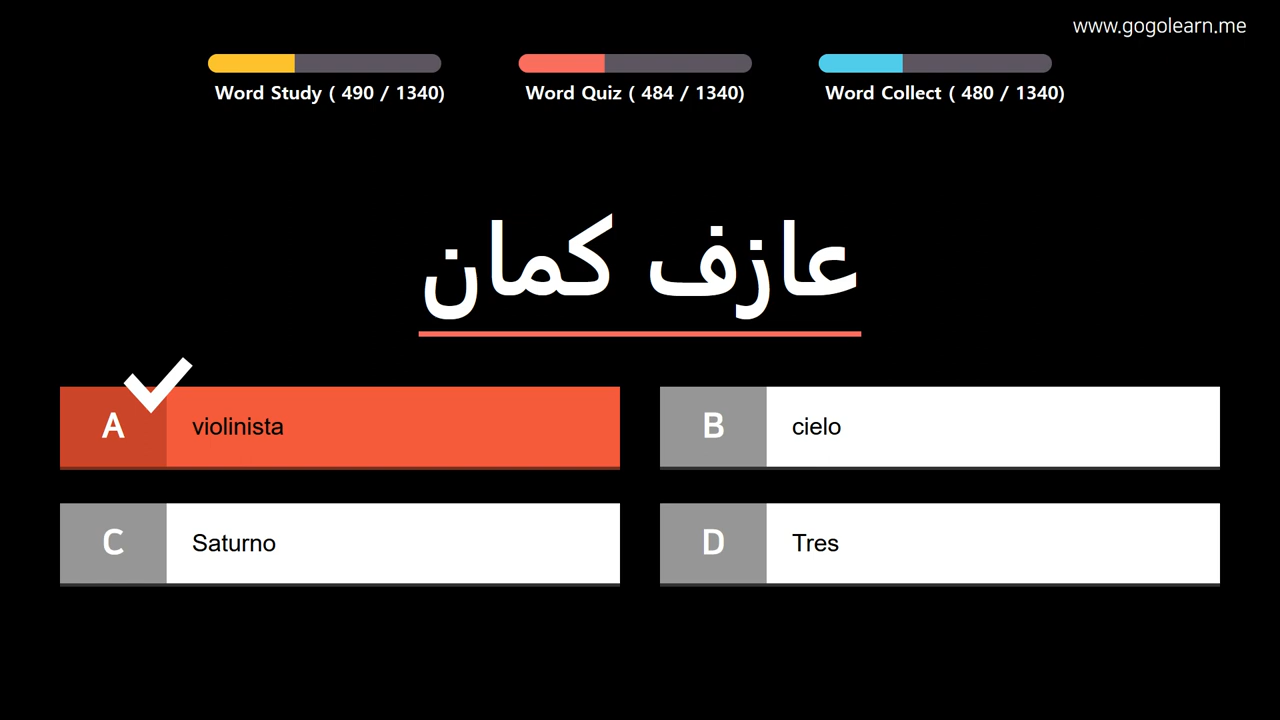 www.gogolearn.me
Word Study ( 490 / 1340)
Word Quiz ( 484 / 1340)
Word Collect ( 480 / 1340)
عازف كمان
A violinista
B cielo
C Saturno
D Tres